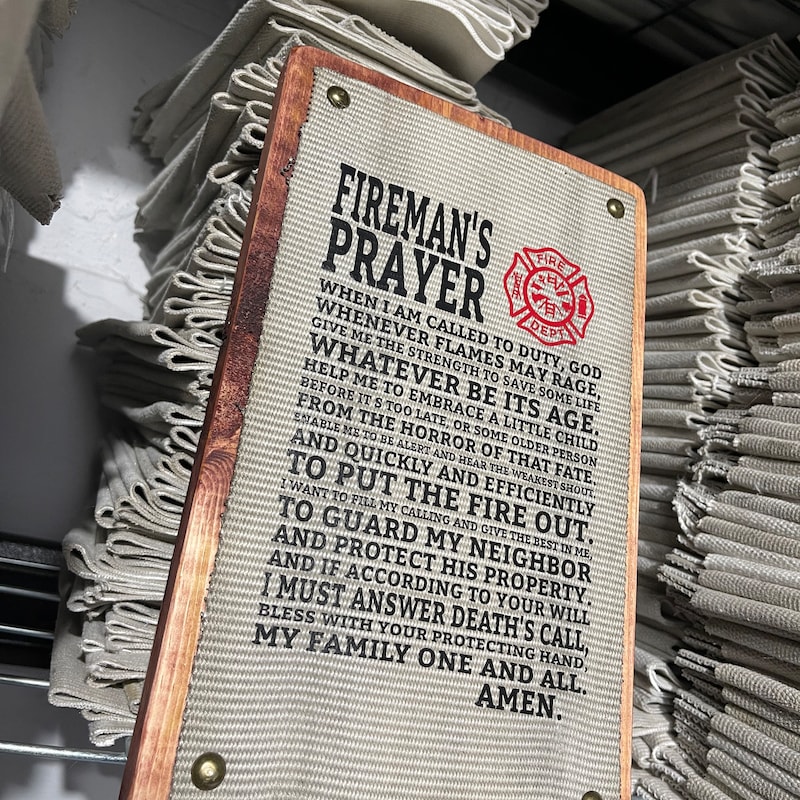 FIREMAN'S
PRAYER
FIRE
DEPT
WHEN I AM CALLED TO DUTY, GOD
WHENEVER FLAMES MAY RAGE,
GIVE ME THE STRENGTH TO SAVE SOME LIFE
WHATEVER BE ITS AGE.
HELP ME TO EMBRACE A LITTLE CHILD
BEFORE IT'S TOO LATE, OR SOME OLDER PERSON
FROM THE HORROR OF THAT FATE.
ENABLE ME TO BE ALERT AND HEAR THE WEAKEST SHOUT,
AND QUICKLY AND EFFICIENTLY
TO PUT THE FIRE OUT.
I WANT TO FILL MY CALLING AND GIVE THE BEST IN ME,
TO GUARD MY NEIGHBOR
AND PROTECT HIS PROPERTY.
AND IF ACCORDING TO YOUR WILL
I MUST ANSWER DEATH'S CALL,
BLESS WITH YOUR PROTECTING HAND,
MY FAMILY ONE AND ALL.
AMEN.